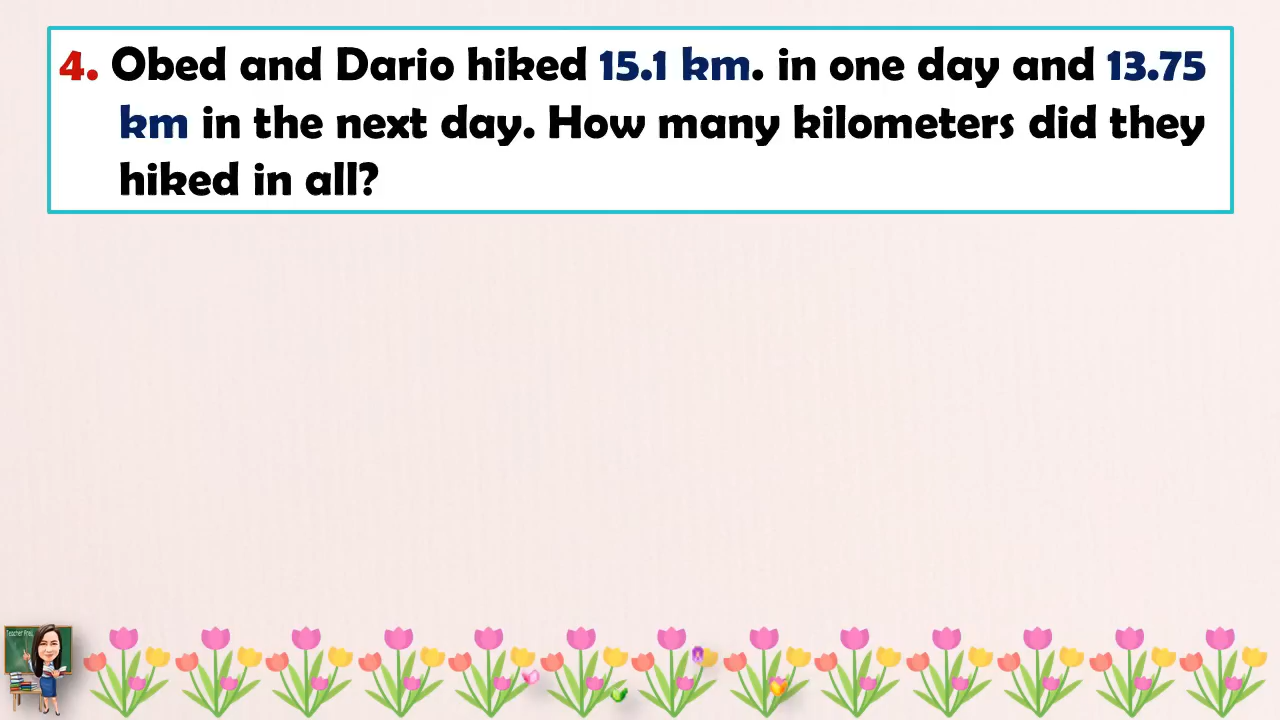 4. Obed and Dario hiked 15.1 km. in one day and 13.75
km in the next day. How many kilometers did they
hiked in all?